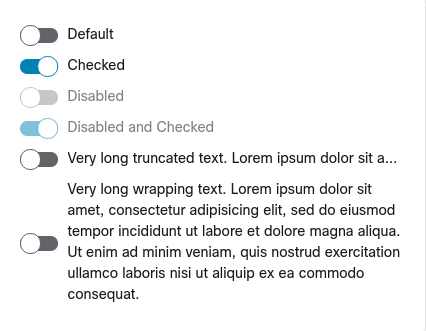 Default
Checked
Disabled
Disabled and Checked
Very long truncated text. Lorem ipsum dolor sit a...
Very long wrapping text. Lorem ipsum dolor sit
amet, consectetur adipisicing elit, sed do eiusmod
tempor incididunt ut labore et dolore magna aliqua.
Ut enim ad minim veniam, quis nostrud exercitation
ullamco laboris nisi ut aliquip ex ea commodo
consequat.